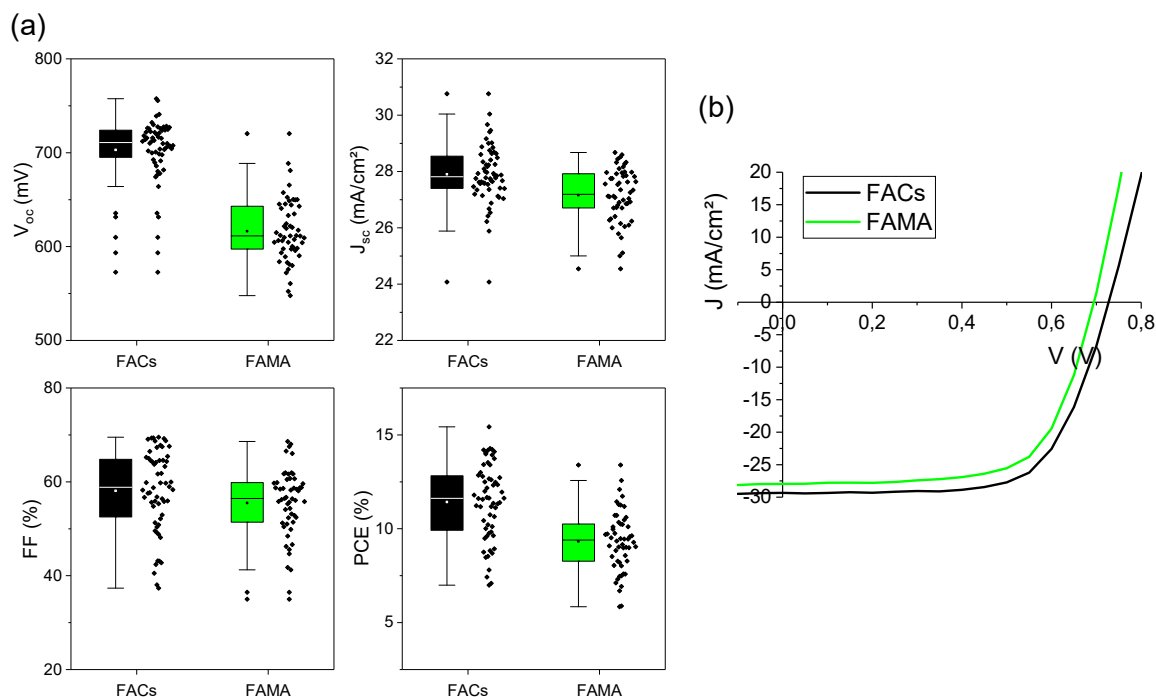 (a)
800
700
600
500
V_oc (mV)
FACs
FAMA
32
30
28
26
24
22
J_sc (mA/cm²)
FACs
FAMA
80
60
40
20
FF (%)
FACs
FAMA
15
10
5
PCE (%)
FACs
FAMA
(b)
FACs
FAMA
20
15
10
5
0
-5
-10
-15
-20
-25
-30
J (mA/cm²)
0,0
0,2
0,4
0,6
0,8
V (V)